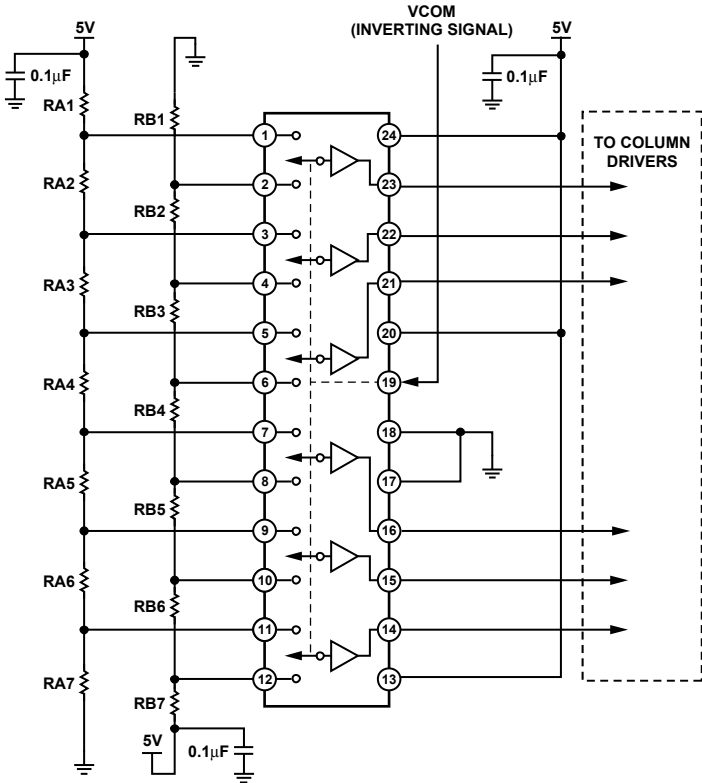 VCOM
(INVERTING SIGNAL)
5V
5V
0.1μF
0.1μF
RA1
RB1
TO COLUMN
DRIVERS
1
24
RA2
2
23
RB2
3
22
RA3
4
21
RB3
5
20
RA4
6
19
RB4
7
18
RA5
8
17
RB5
9
16
RA6
10
15
RB6
11
14
RA7
12
13
RB7
5V
0.1μF